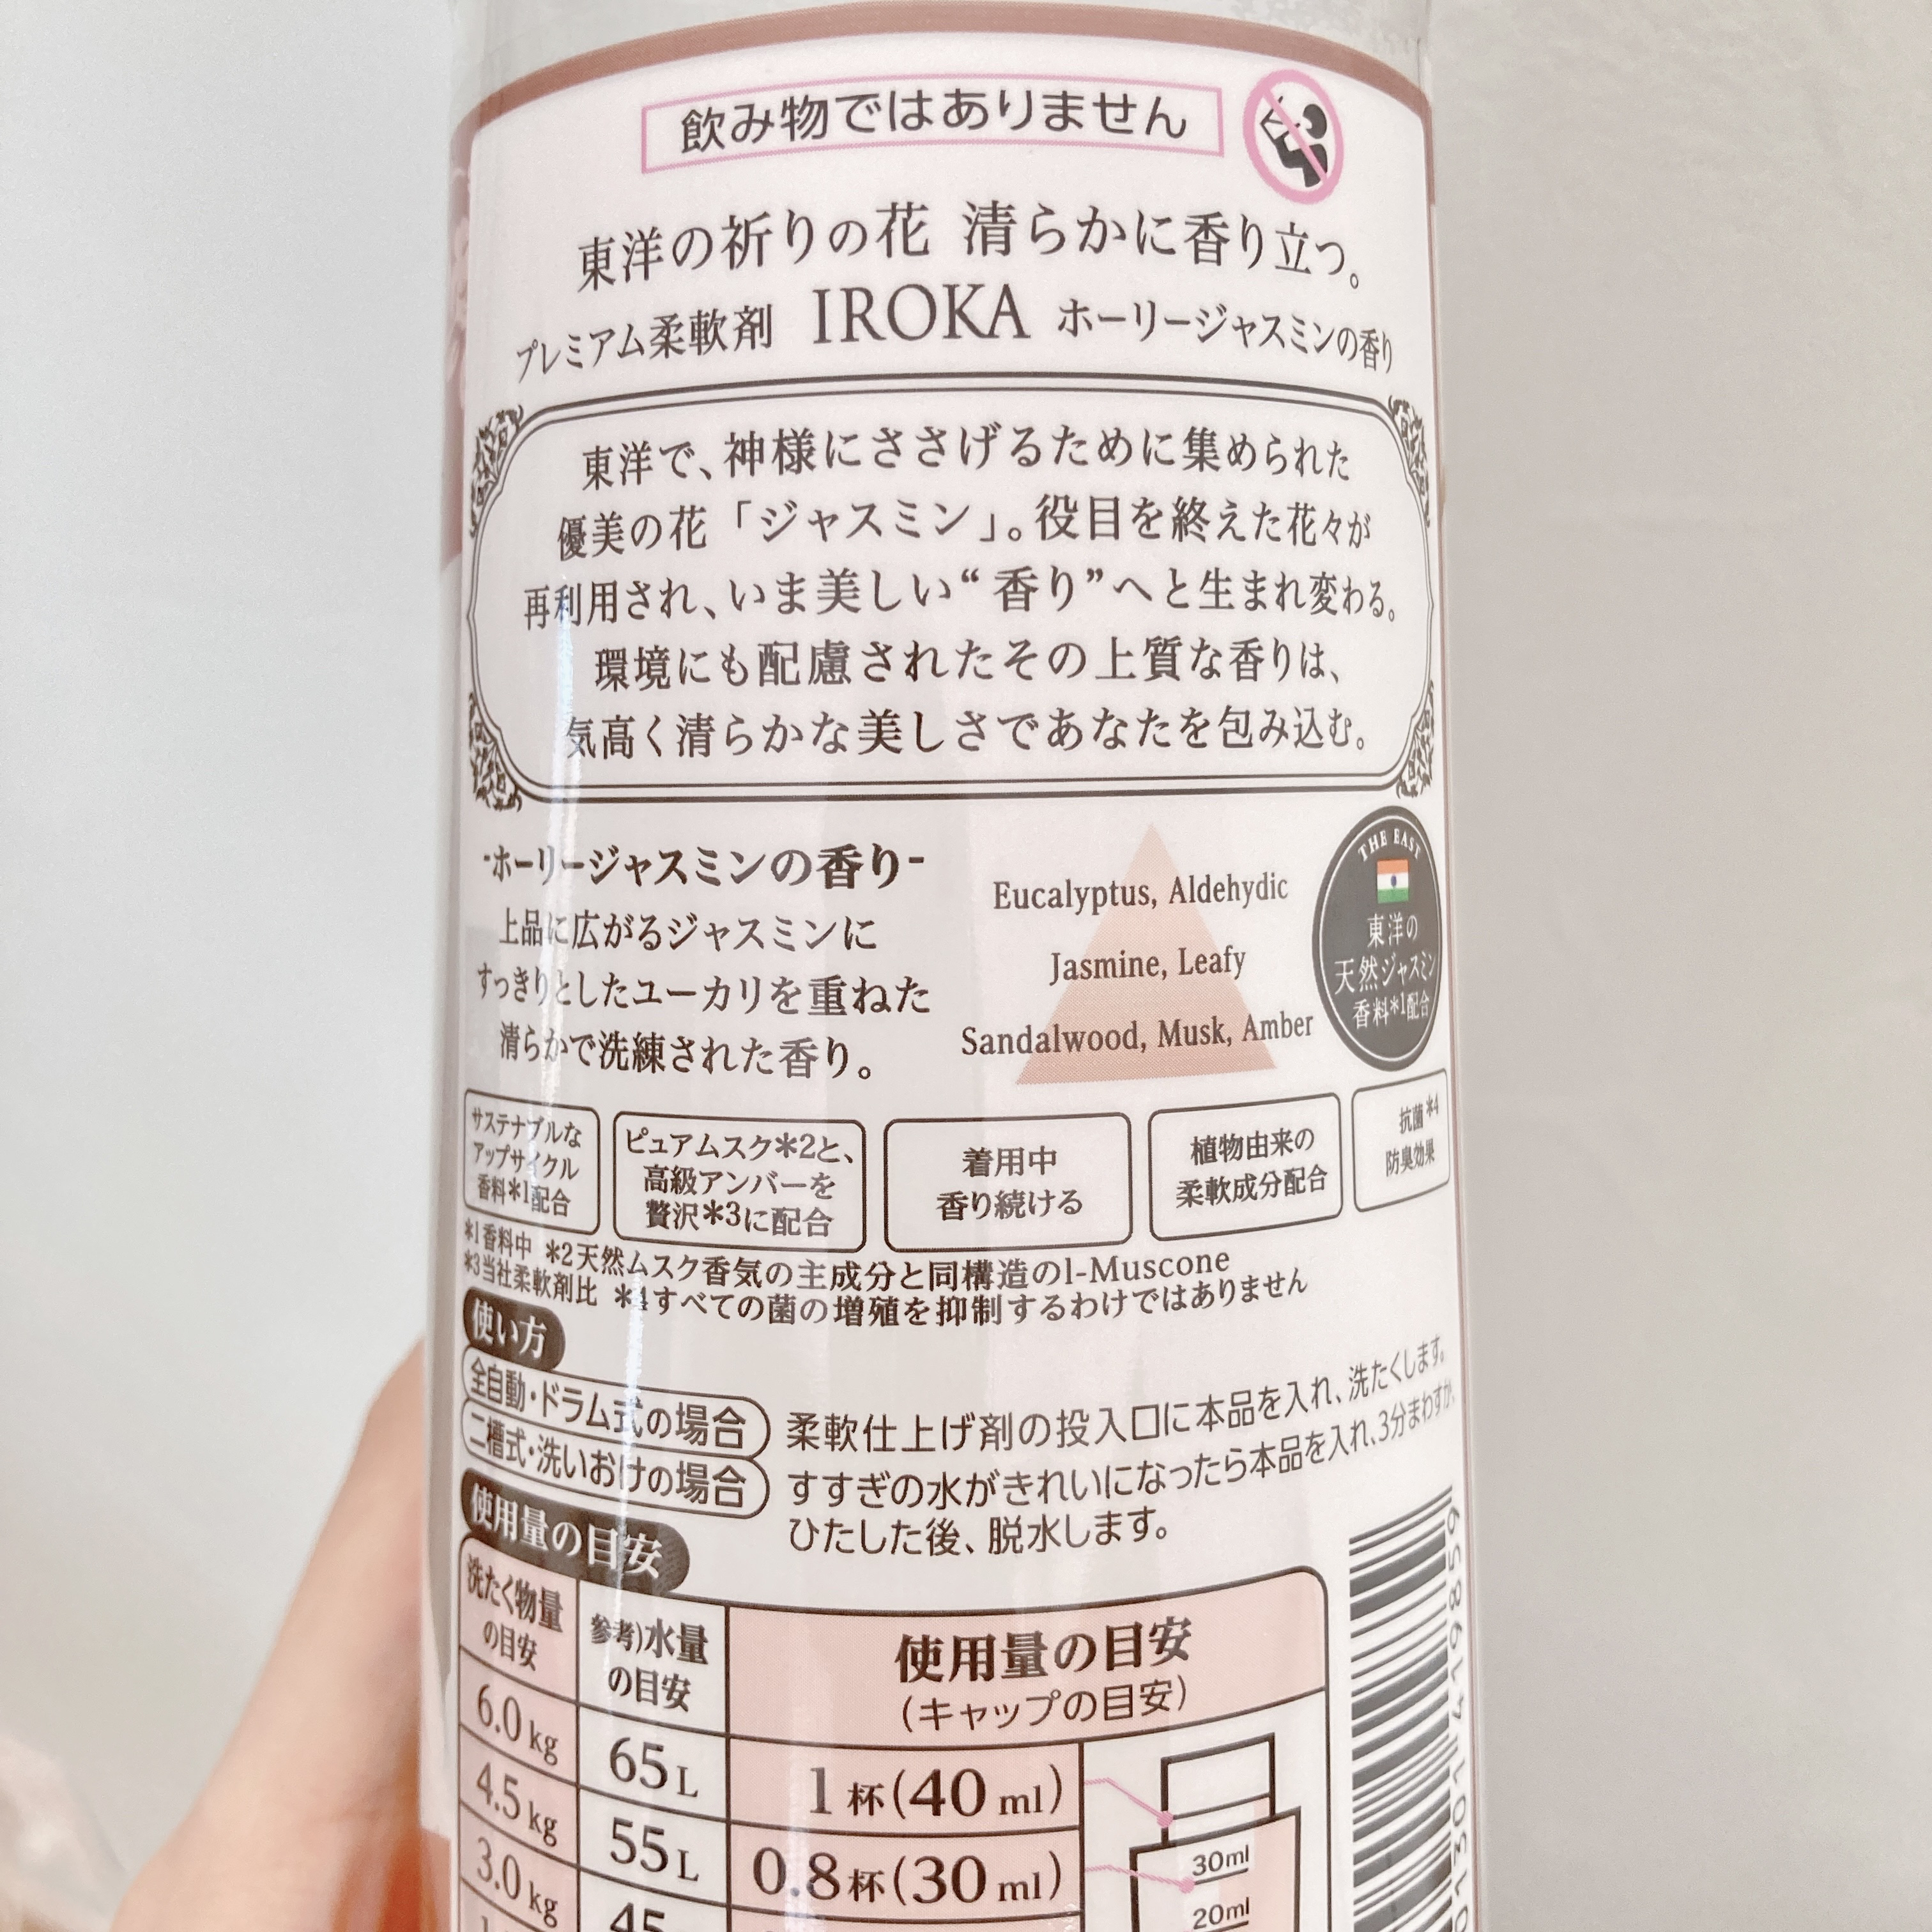 飲み物ではありません
東洋の祈りの花 清らかに香り立つ。
プレミアム柔軟剤 IROKA ホーリージャスミンの香り
東洋で、神様にささげるために集められた
優美の花「ジャスミン」。役目を終えた花々が
再利用され、いま美しい“香り”へと生まれ変わる。
環境にも配慮されたその上質な香りは、
気高く清らかな美しさであなたを包み込む。
-ホーリージャスミンの香り-
上品に広がるジャスミンに
すっきりとしたユーカリを重ねた
清らかで洗練された香り。
Eucalyptus, Aldehydic
Jasmine, Leafy
Sandalwood, Musk, Amber
THE EAST
東洋の
天然ジャスミン
香料*1配合
サステナブルな
アップサイクル
香料*1配合
ピュアムスク*2と、
高級アンバーを
贅沢*3に配合
着用中
香り続ける
植物由来の
柔軟成分配合
抗菌*4
防臭効果
*1香料中 *2天然ムスク香気の主成分と同構造のl-Muscone
*3当社柔軟剤比 *4すべての菌の増殖を抑制するわけではありません
使い方
全自動・ドラム式の場合
柔軟仕上げ剤の投入口に本品を入れ、洗たくします。
二槽式・洗いおけの場合
すすぎの水がきれいになったら本品を入れ、3分まわすか、
ひたした後、脱水します。
使用量の目安
洗たく物量
の目安
参考)水量
の目安
使用量の目安
(キャップの目安)
6.0kg
65L
1杯(40ml)
4.5kg
55L
0.8杯(30ml)
3.0kg
45
30ml
20ml